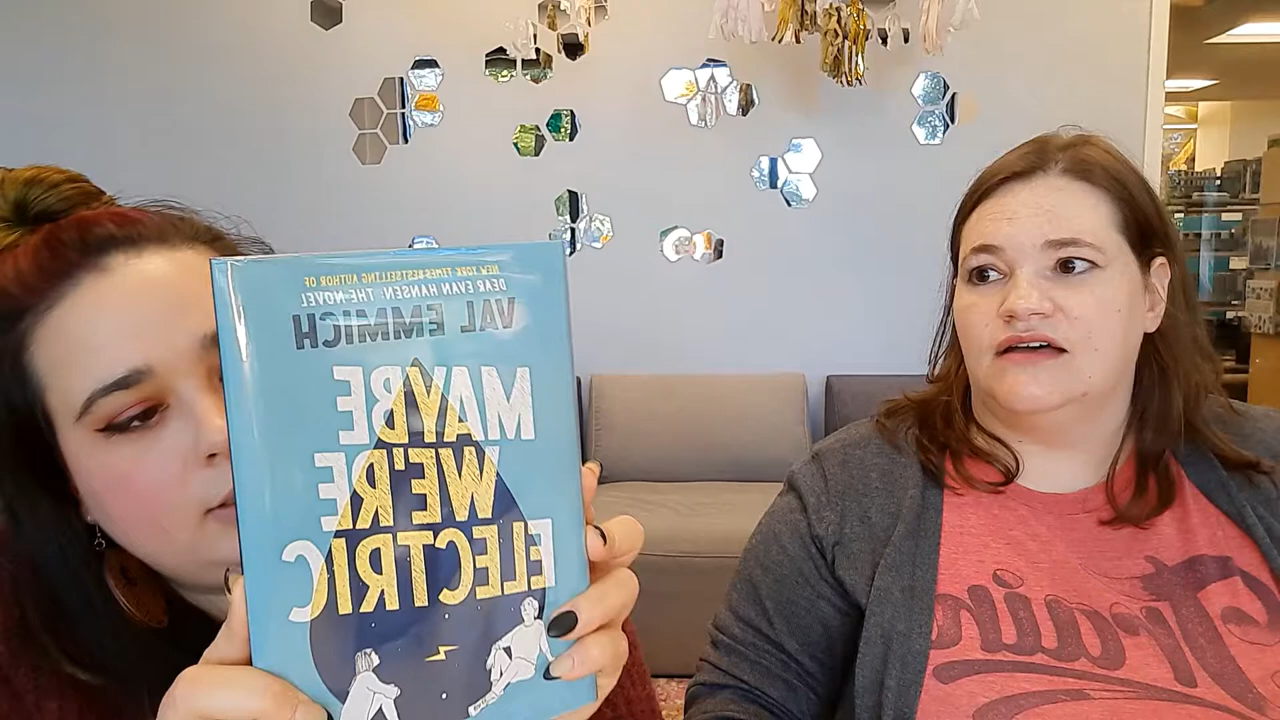 NEW YORK TIMES BESTSELLING AUTHOR OF
DEAR EVAN HANSEN: THE NOVEL
VAL EMMICH
MAYBE
WE'RE
ELECTRIC